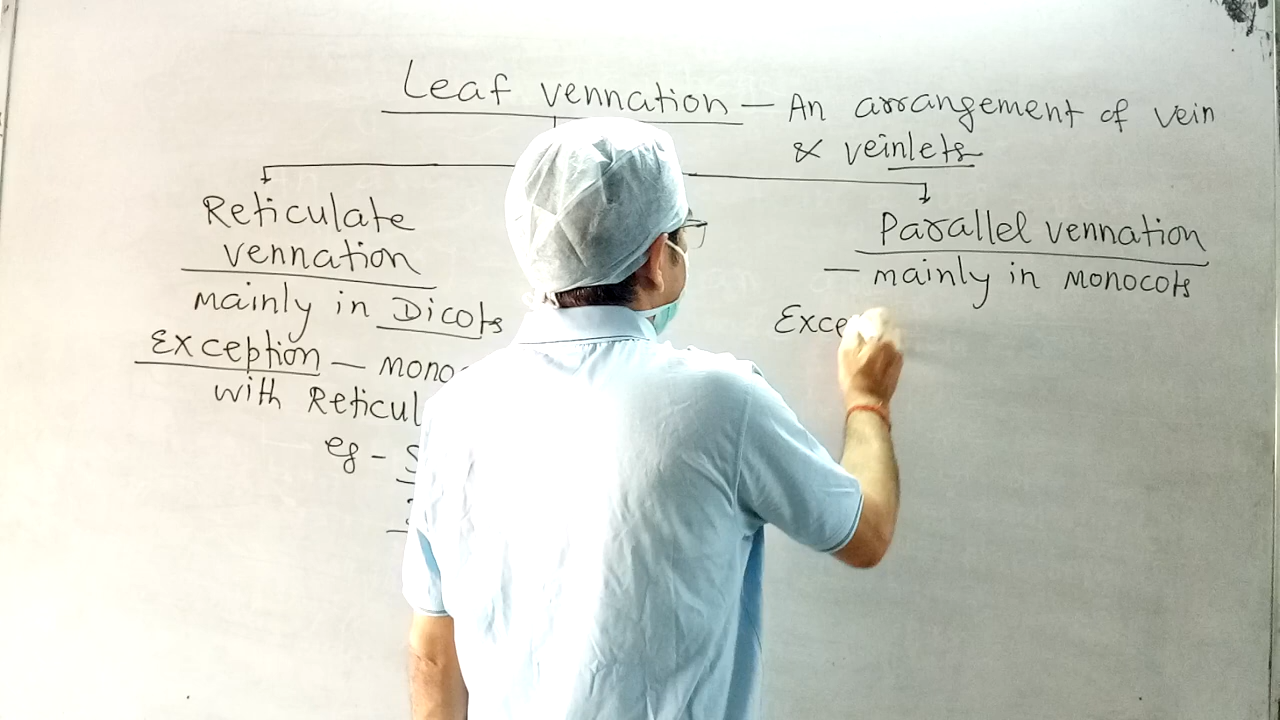 Leaf vennation — An arrangement of vein
& veinlets
Reticulate
vennation
mainly in Dicots
Exception — mono
with Reticul
eg -
Parallel vennation
— mainly in monocots
Exce